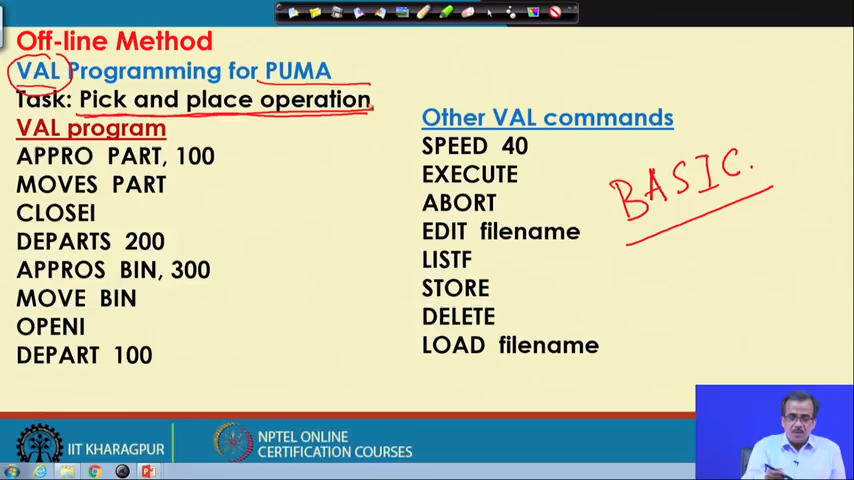 Off-line Method
VAL Programming for PUMA
Task: Pick and place operation
VAL program
APPRO PART, 100
MOVES PART
CLOSEI
DEPARTS 200
APPROS BIN, 300
MOVE BIN
OPENI
DEPART 100
Other VAL commands
SPEED 40
EXECUTE
ABORT
EDIT filename
LISTF
STORE
DELETE
LOAD filename
BASIC.
IIT KHARAGPUR
NPTEL ONLINE
CERTIFICATION COURSES